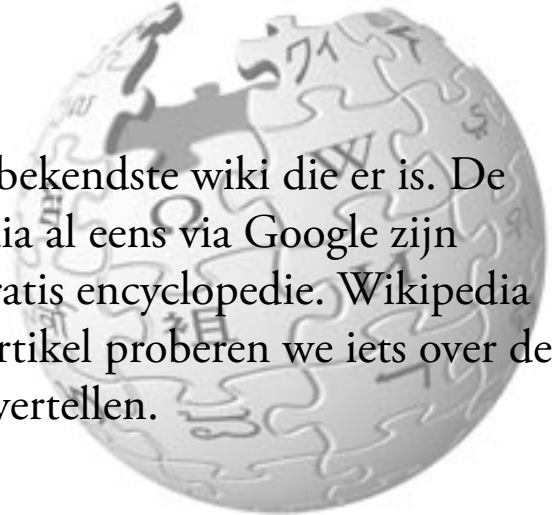 bekendste wiki die er is. De
dia al eens via Google zijn
ratis encyclopedie. Wikipedia
rtikel proberen we iets over de
vertellen.